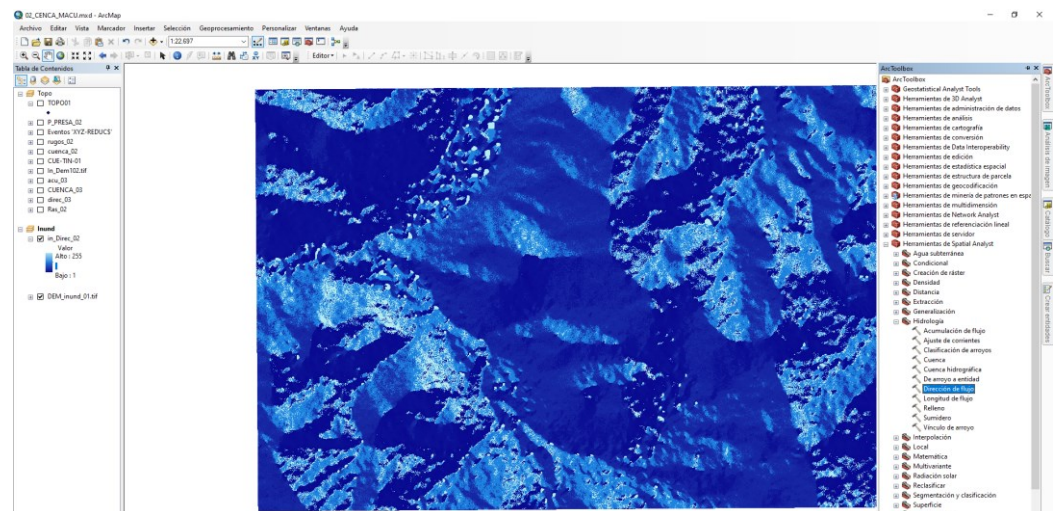 02_CENCA_MACU.mxd - ArcMap
Archivo Editar Vista Marcador Insertar Selección Geoprocesamiento Personalizar Ventanas Ayuda
1:22,697
Editor
Tabla de Contenidos
Topo
TOPO01
P_PRESA_02
Eventos 'XYZ-REDUCS'
rugos_02
cuenca_02
CUE-TIN-01
In_Dem102.tif
acu_03
CUENCA_03
direc_03
Ras_02
Inund
in_Direc_02
Valor
Alto : 255
Bajo : 1
DEM_inund_01.tif
ArcToolbox
ArcToolbox
Geostatistical Analyst Tools
Herramientas de 3D Analyst
Herramientas de administración de datos
Herramientas de análisis
Herramientas de cartografía
Herramientas de conversión
Herramientas de Data Interoperability
Herramientas de edición
Herramientas de estadística espacial
Herramientas de estructura de parcela
Herramientas de geocodificación
Herramientas de minería de patrones en espa
Herramientas de multidimensión
Herramientas de Network Analyst
Herramientas de referenciación lineal
Herramientas de servidor
Herramientas de Spatial Analyst
Agua subterránea
Condicional
Creación de ráster
Densidad
Distancia
Extracción
Generalización
Hidrología
Acumulación de flujo
Ajuste de corrientes
Clasificación de arroyos
Cuenca
Cuenca hidrográfica
De arroyo a entidad
Dirección de flujo
Longitud de flujo
Relleno
Sumidero
Vínculo de arroyo
Interpolación
Local
Matemática
Multivariante
Radiación solar
Reclasificar
Segmentación y clasificación
Superficie
ArcToolbox
Análisis de imagen
Catálogo
Buscar
Crear entidades